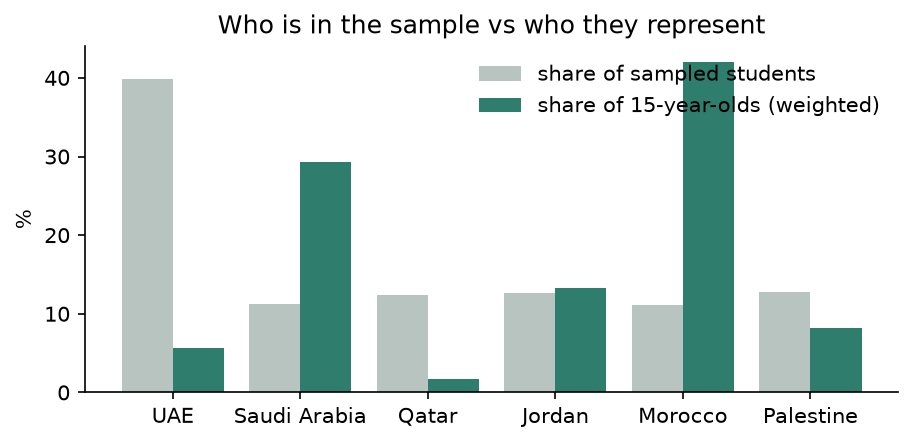 Who is in the sample vs who they represent
share of sampled students
share of 15-year-olds (weighted)
%
40
30
20
10
0
UAE Saudi Arabia Qatar Jordan Morocco Palestine